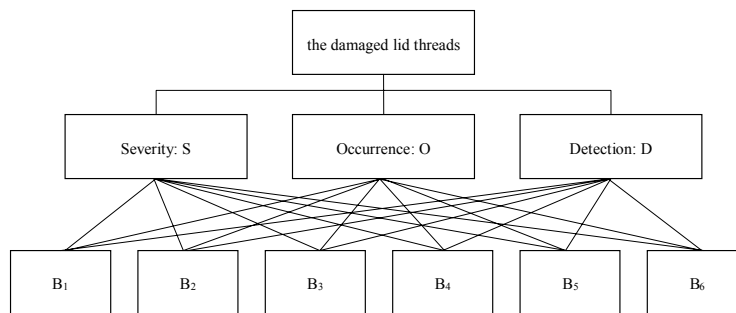 the damaged lid threads
Severity: S
Occurrence: O
Detection: D
B₁
B₂
B₃
B₄
B₅
B₆